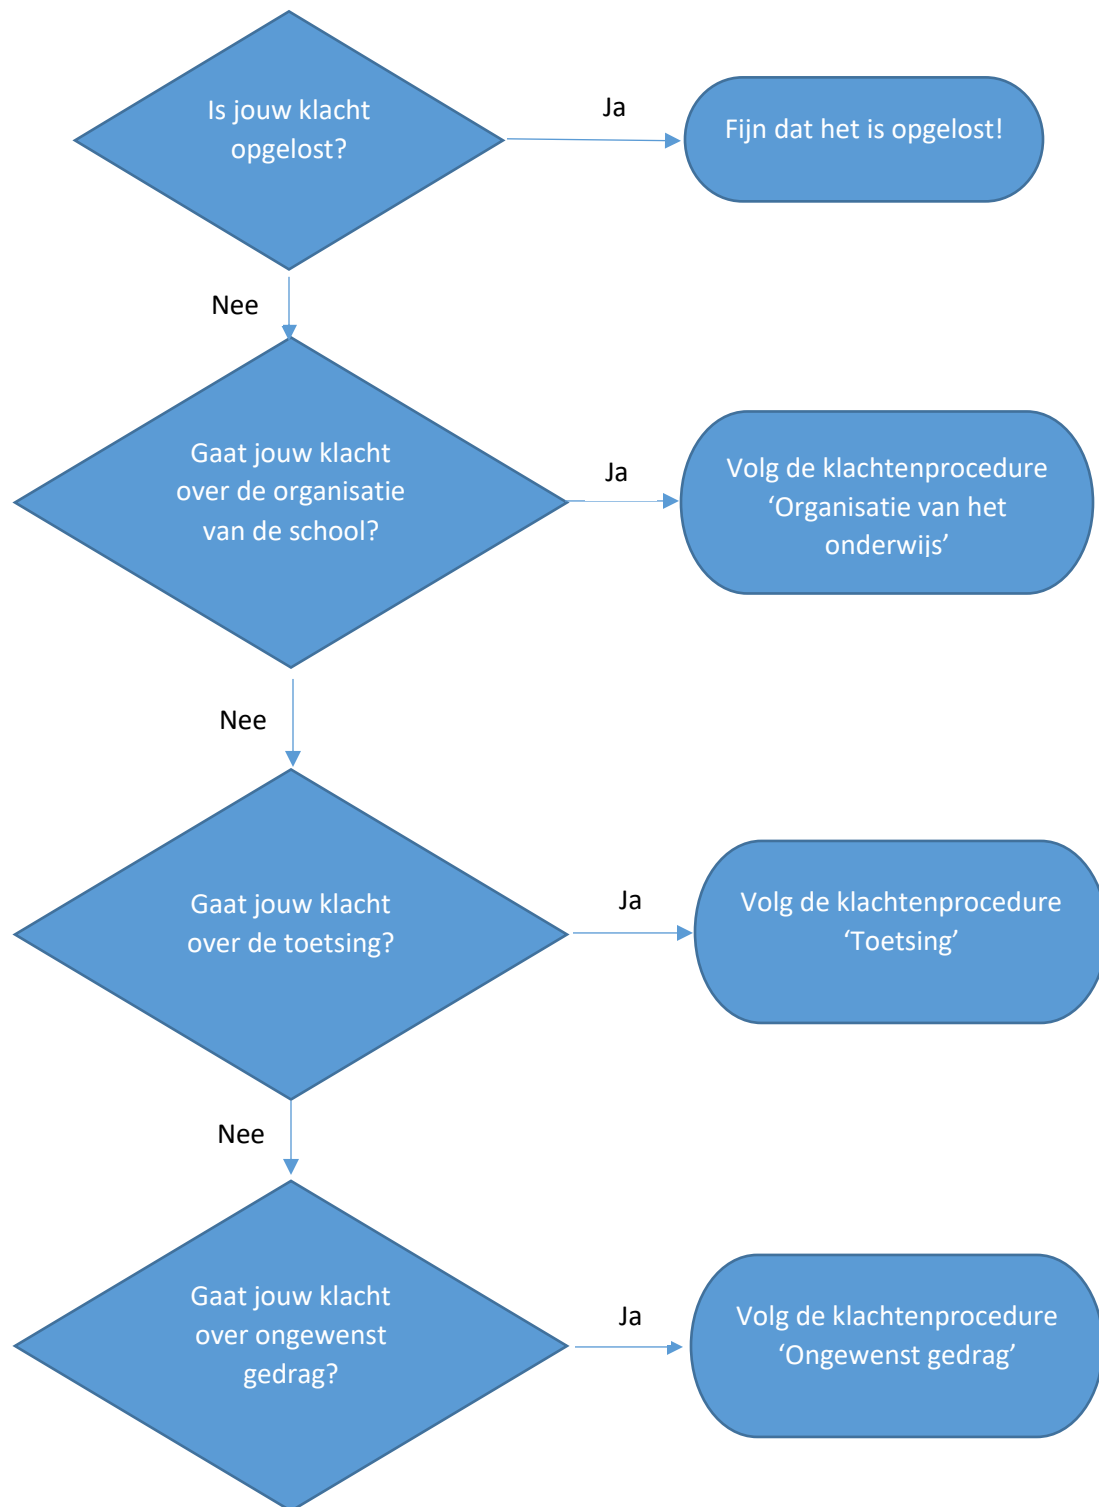 Is jouw klacht
opgelost?
Ja
Fijn dat het is opgelost!
Nee
Gaat jouw klacht
over de organisatie
van de school?
Ja
Volg de klachtenprocedure
‘Organisatie van het
onderwijs’
Nee
Gaat jouw klacht
over de toetsing?
Ja
Volg de klachtenprocedure
‘Toetsing’
Nee
Gaat jouw klacht
over ongewenst
gedrag?
Ja
Volg de klachtenprocedure
‘Ongewenst gedrag’